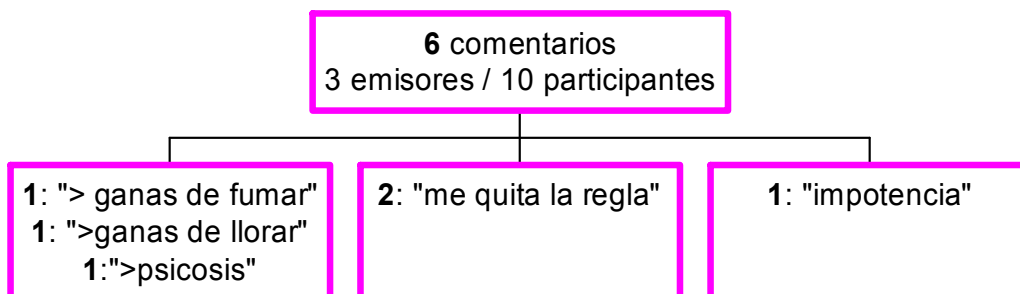 6 comentarios
3 emisores / 10 participantes
1: "> ganas de fumar"
1: ">ganas de llorar"
1:">psicosis"
2: "me quita la regla"
1: "impotencia"